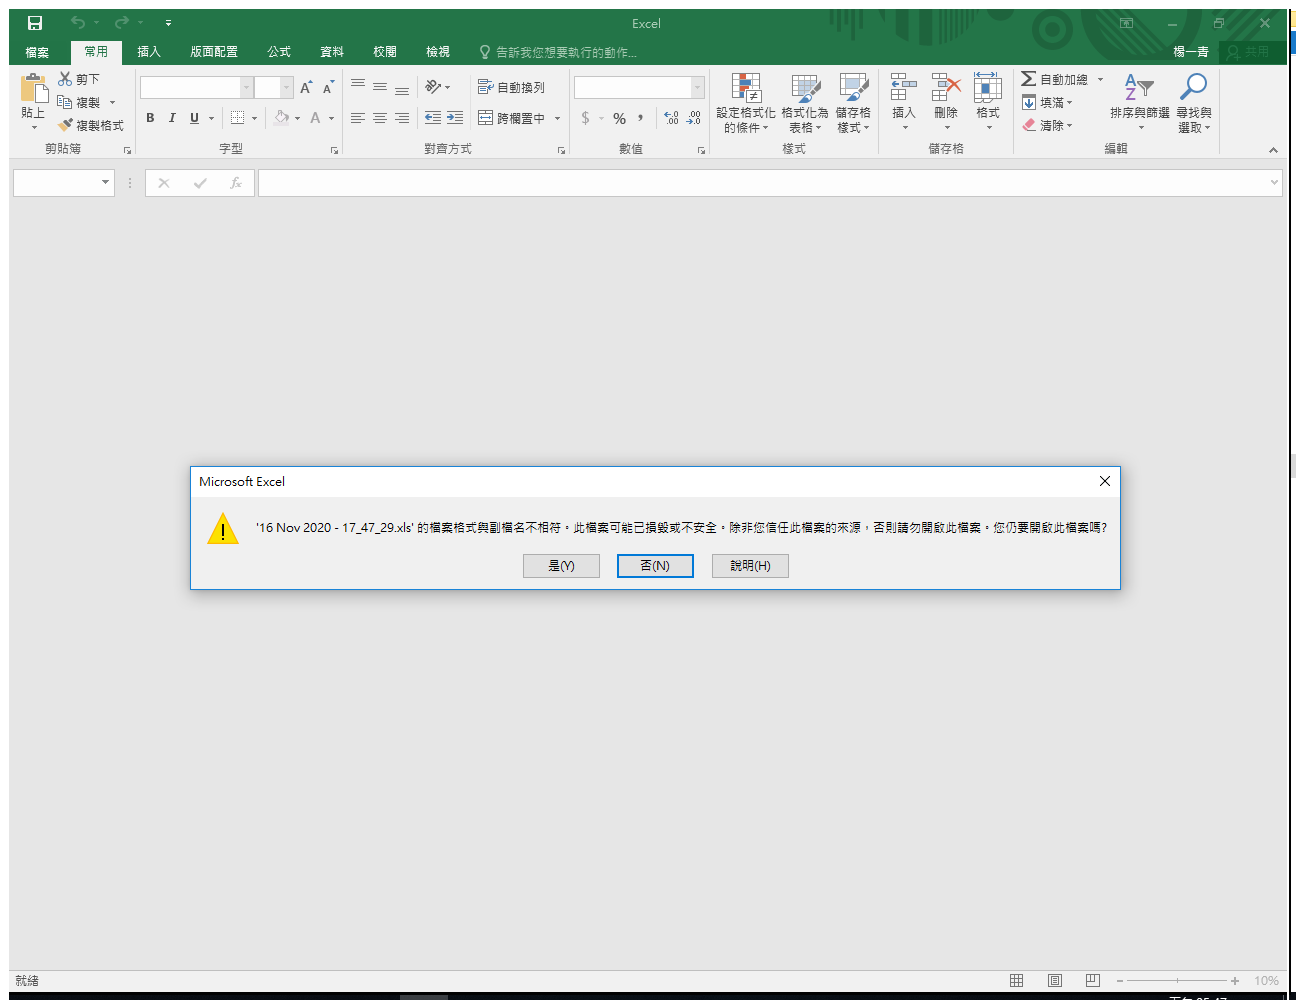 Excel
檔案 常用 插入 版面配置 公式 資料 校閱 檢視 告訴我您想要執行的動作... 楊一青 共用
貼上
剪下
複製
複製格式
剪貼簿
B I U A
字型
自動換列
跨欄置中
對齊方式
$ % ,
數值
設定格式化
的條件
格式化為
表格
儲存格
樣式
樣式
插入
刪除
格式
儲存格
自動加總
填滿
清除
排序與篩選
尋找與
選取
編輯
fx
Microsoft Excel
'16 Nov 2020 - 17_47_29.xls' 的檔案格式與副檔名不相符。此檔案可能已損毀或不安全。除非您信任此檔案的來源，否則請勿開啟此檔案。您仍要開啟此檔案嗎?
是(Y) 否(N) 說明(H)
就緒
10%